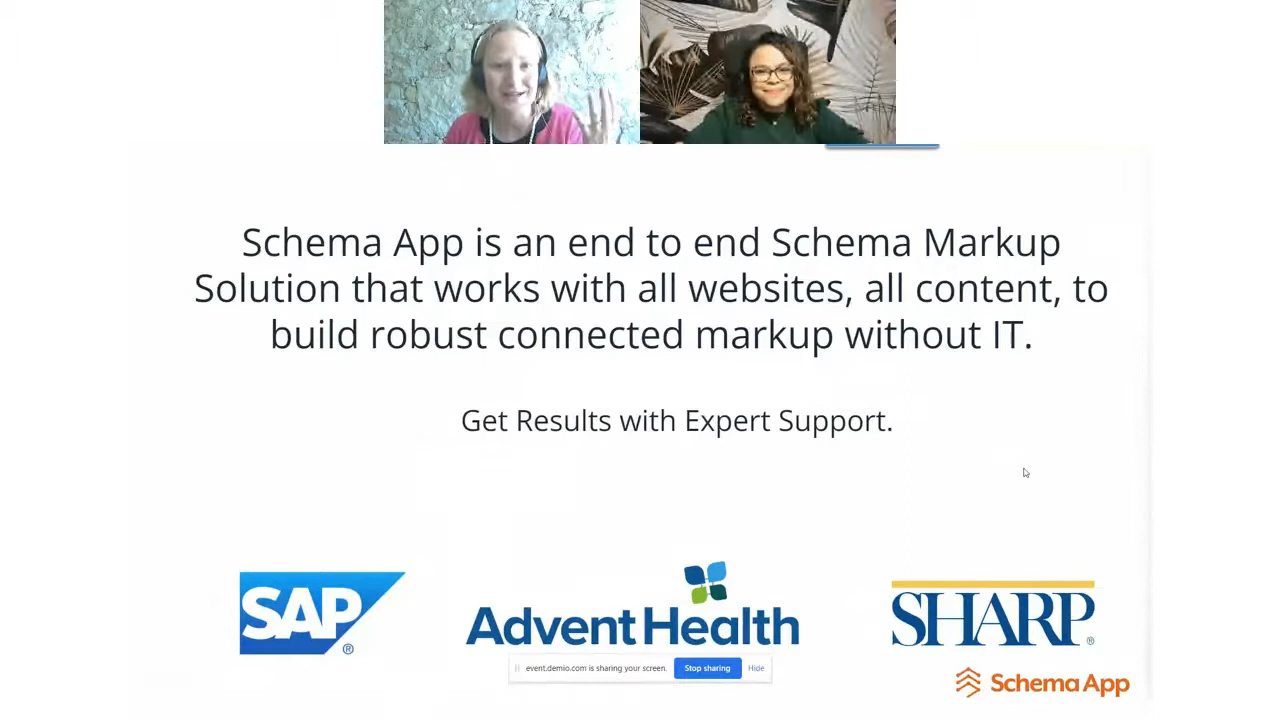 Schema App is an end to end Schema Markup
Solution that works with all websites, all content, to
build robust connected markup without IT.
Get Results with Expert Support.
SAP®
AdventHealth
SHARP®
event.demio.com is sharing your screen.
Stop sharing
Hide
Schema App